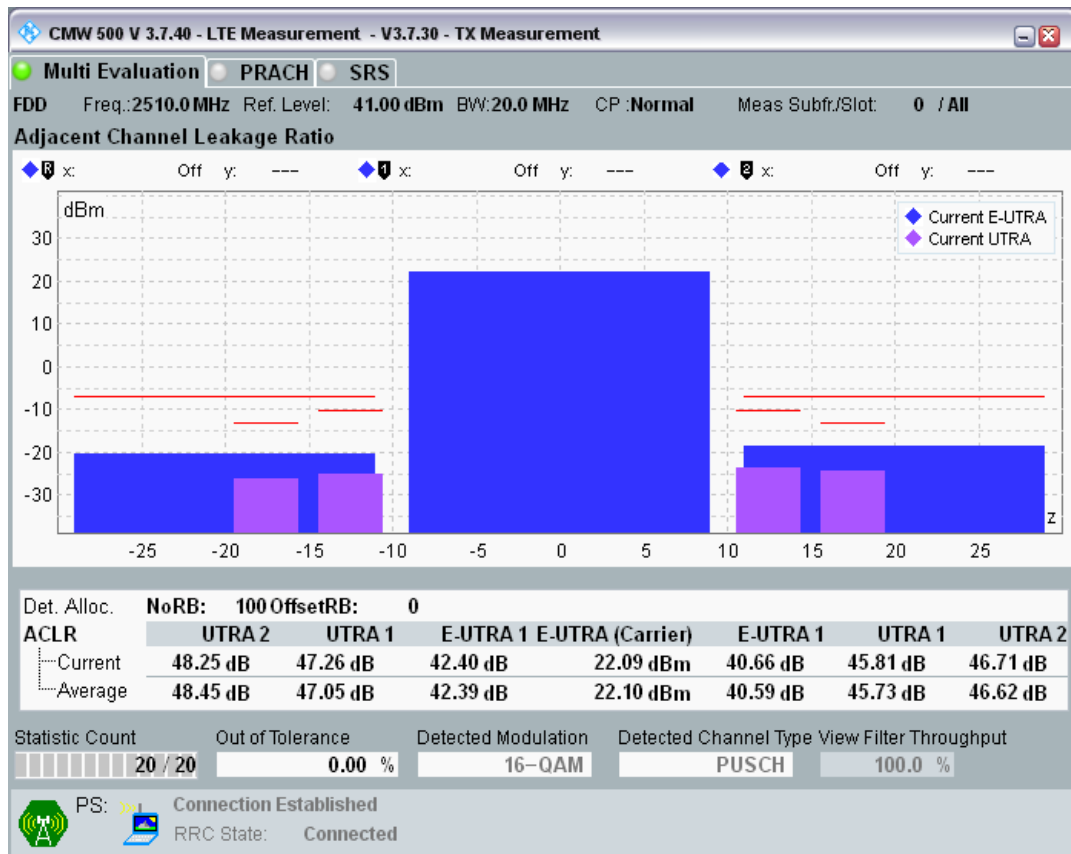 CMW 500 V 3.7.40 - LTE Measurement - V3.7.30 - TX Measurement
Multi Evaluation PRACH SRS
FDD Freq.:2510.0 MHz Ref. Level: 41.00 dBm BW:20.0 MHz CP :Normal Meas Subfr./Slot: 0 / All
Adjacent Channel Leakage Ratio
R x: Off y: --- 1 x: Off y: --- 2 x: Off y: ---
dBm
Current E-UTRA
Current UTRA
30
20
10
0
-10
-20
-30
z
-25 -20 -15 -10 -5 0 5 10 15 20 25
Det. Alloc. NoRB: 100 OffsetRB: 0
ACLR UTRA 2 UTRA 1 E-UTRA 1 E-UTRA (Carrier) E-UTRA 1 UTRA 1 UTRA 2
Current 48.25 dB 47.26 dB 42.40 dB 22.09 dBm 40.66 dB 45.81 dB 46.71 dB
Average 48.45 dB 47.05 dB 42.39 dB 22.10 dBm 40.59 dB 45.73 dB 46.62 dB
Statistic Count Out of Tolerance Detected Modulation Detected Channel Type View Filter Throughput
20 / 20 0.00 % 16-QAM PUSCH 100.0 %
PS: Connection Established
RRC State: Connected